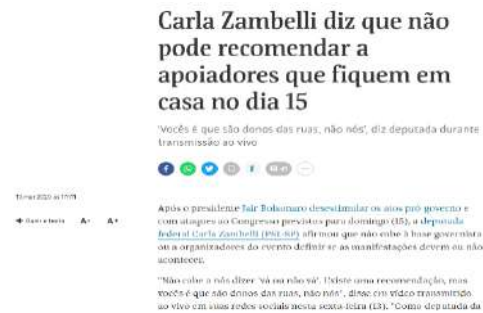 Carla Zambelli diz que não
pode recomendar a
apoiadores que fiquem em
casa no dia 15
'Vocês é que são donos das ruas, não nós', diz deputada durante
transmissão ao vivo
A- A+
Após o presidente Jair Bolsonaro desestimular os atos pró-governo e
com ataques ao Congresso previstos para domingo (15), a deputada
federal Carla Zambelli (PSL-SP) afirmou que não cabe à base governista
ou a organizadores do evento definir se as manifestações devem ou não
acontecer.
"Não cabe a nós dizer 'vá ou não vá'. Existe uma recomendação, mas
vocês é que são donos das ruas, não nós", disse em vídeo transmitido
ao vivo em suas redes sociais nesta sexta-feira (13). "Como deputada da